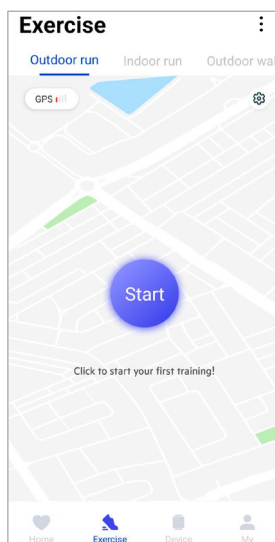 Exercise
Outdoor run Indoor run Outdoor wal
GPS
Start
Click to start your first training!
Home Exercise Device My